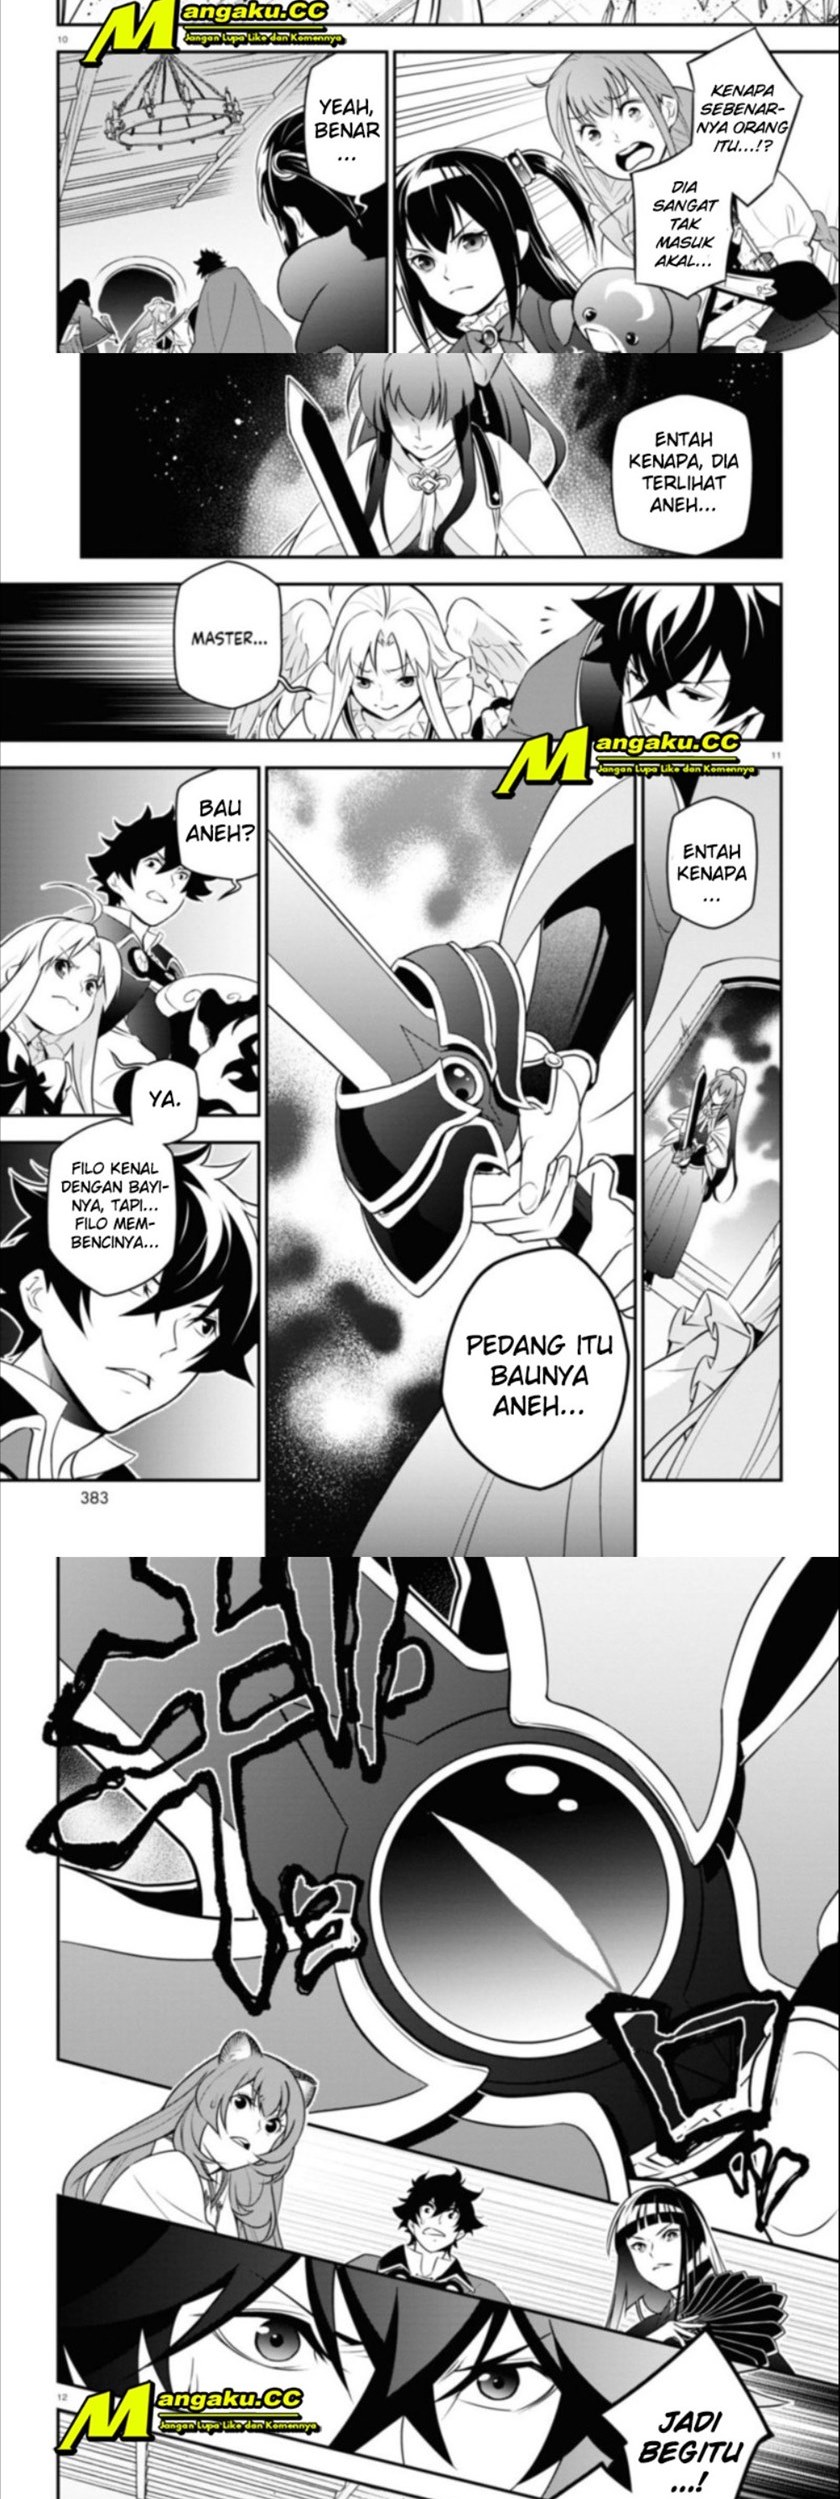 Mangaku.CC
Jangan Lupa Like dan Komennya
10
KENAPA
SEBENAR-
NYA ORANG
ITU...!?
DIA
SANGAT
TAK
MASUK
AKAL...
YEAH,
BENAR
...
ENTAH
KENAPA, DIA
TERLIHAT
ANEH...
MASTER...
Mangaku.CC
Jangan Lupa Like dan Komennya
11
ENTAH
KENAPA
...
PEDANG ITU
BAUNYA
ANEH...
BAU
ANEH?
YA.
FILO KENAL
DENGAN BAYI-
NYA, TAPI...
FILO MEM-
BENCINYA...
383
12
Mangaku.CC
Jangan Lupa Like dan Komennya
JADI
BEGITU
...!